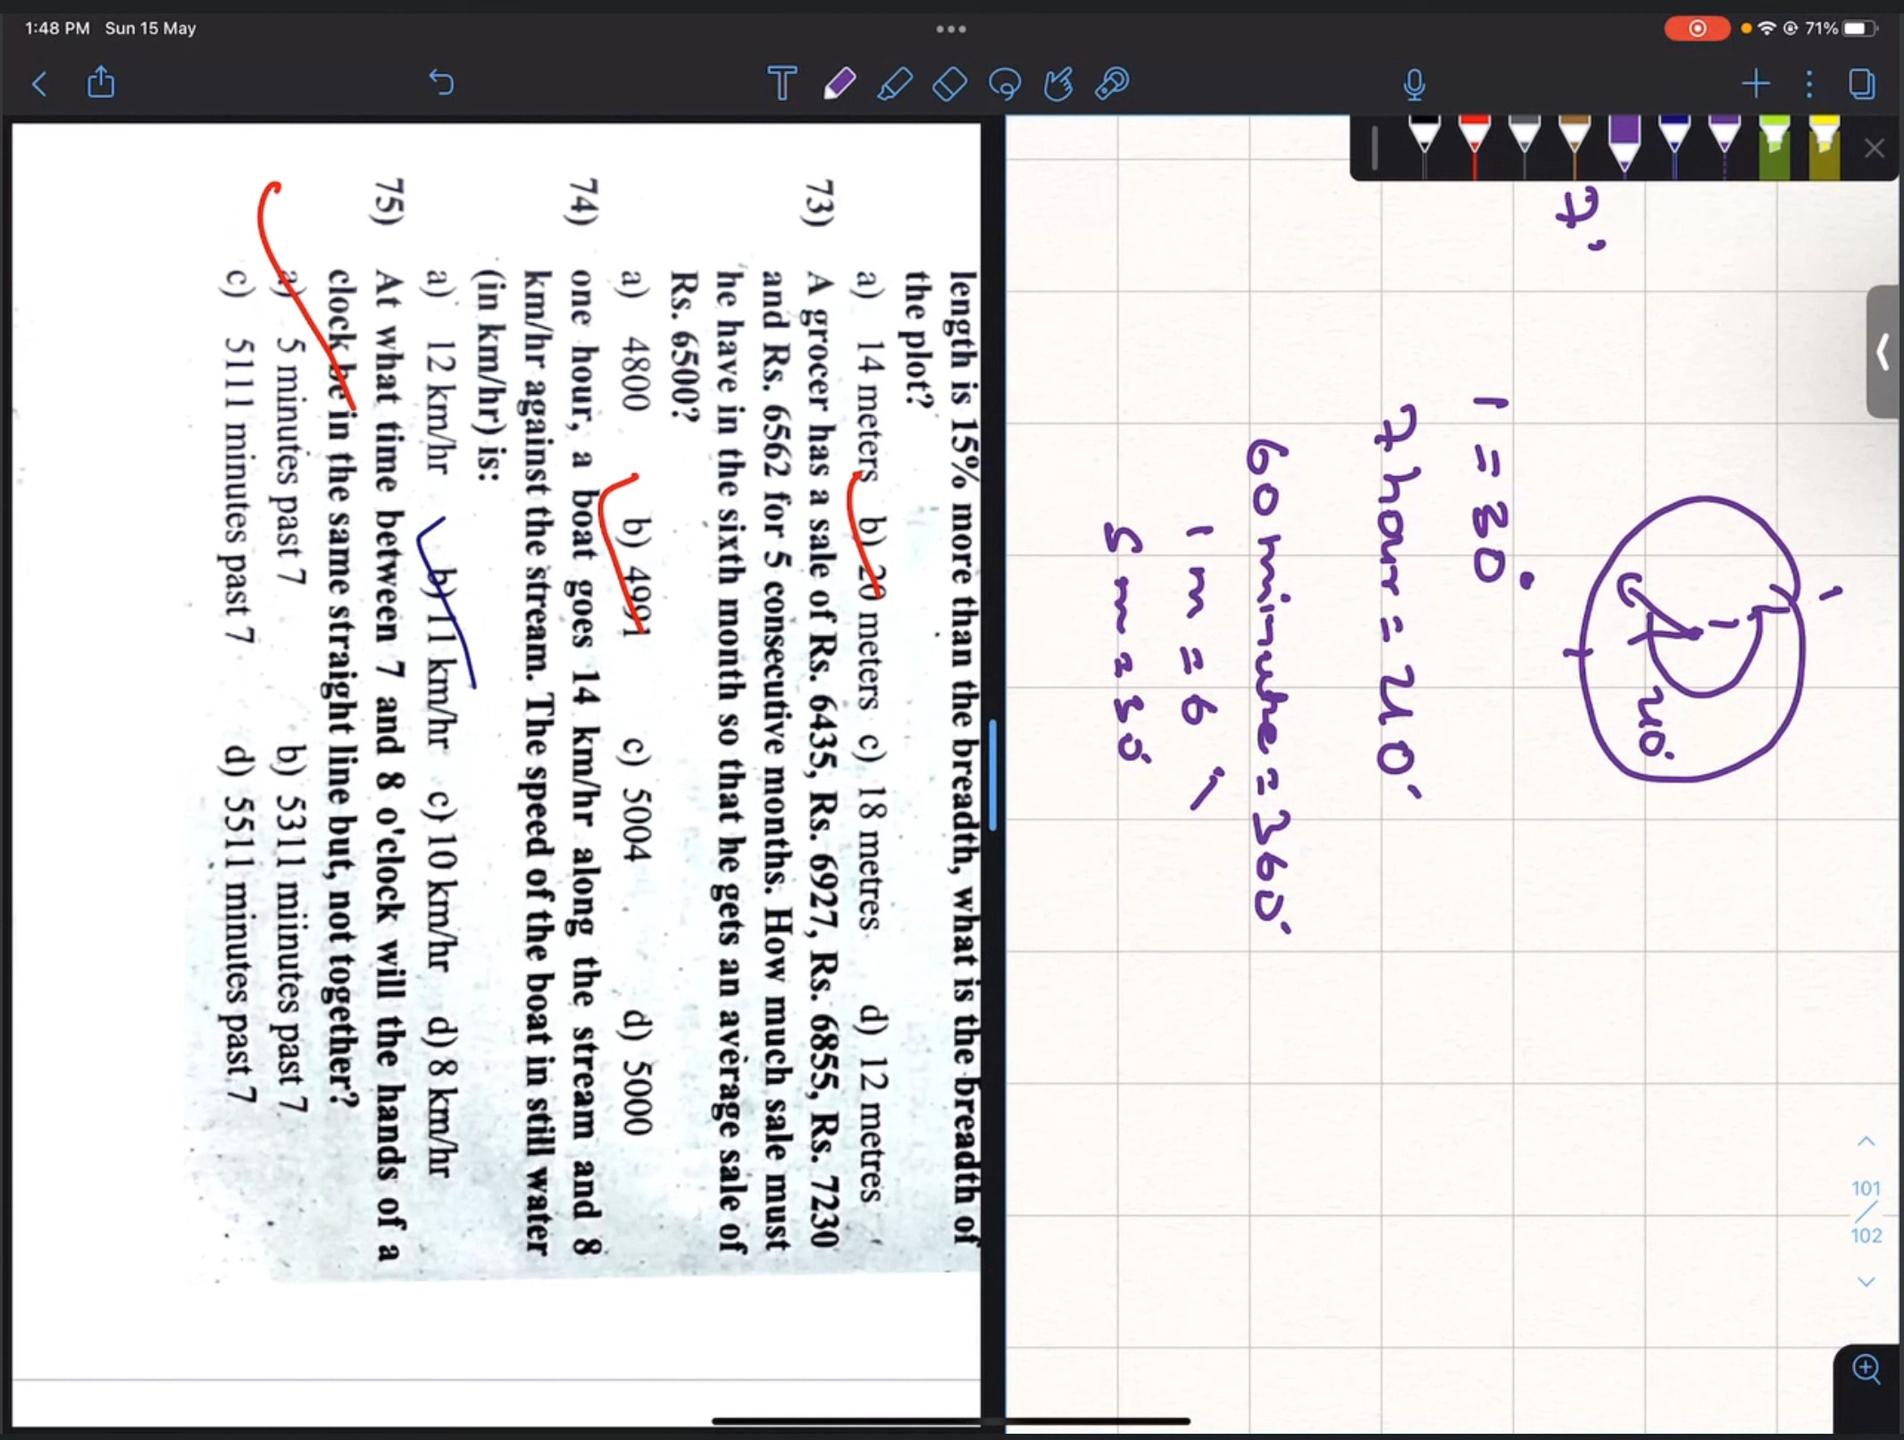 1:48 PM Sun 15 May
71%
length is 15% more than the breadth, what is the breadth of
the plot?
a) 14 meters b) 20 meters c) 18 metres d) 12 metres
73) A grocer has a sale of Rs. 6435, Rs. 6927, Rs. 6855, Rs. 7230
and Rs. 6562 for 5 consecutive months. How much sale must
he have in the sixth month so that he gets an average sale of
Rs. 6500?
a) 4800 b) 4991 c) 5004 d) 5000
74) one hour, a boat goes 14 km/hr along the stream and 8
km/hr against the stream. The speed of the boat in still water
(in km/hr) is:
a) 12 km/hr b) 11 km/hr c) 10 km/hr d) 8 km/hr
75) At what time between 7 and 8 o'clock will the hands of a
clock be in the same straight line but, not together?
a) 5 minutes past 7 b) 5311 miinutes past 7
c) 5111 minutes past 7 d) 5511 minutes past 7
7,
210°
1 = 30°
7 hour = 210°
60 minute = 360°
1 m = 6°
5 m = 30°
101
102